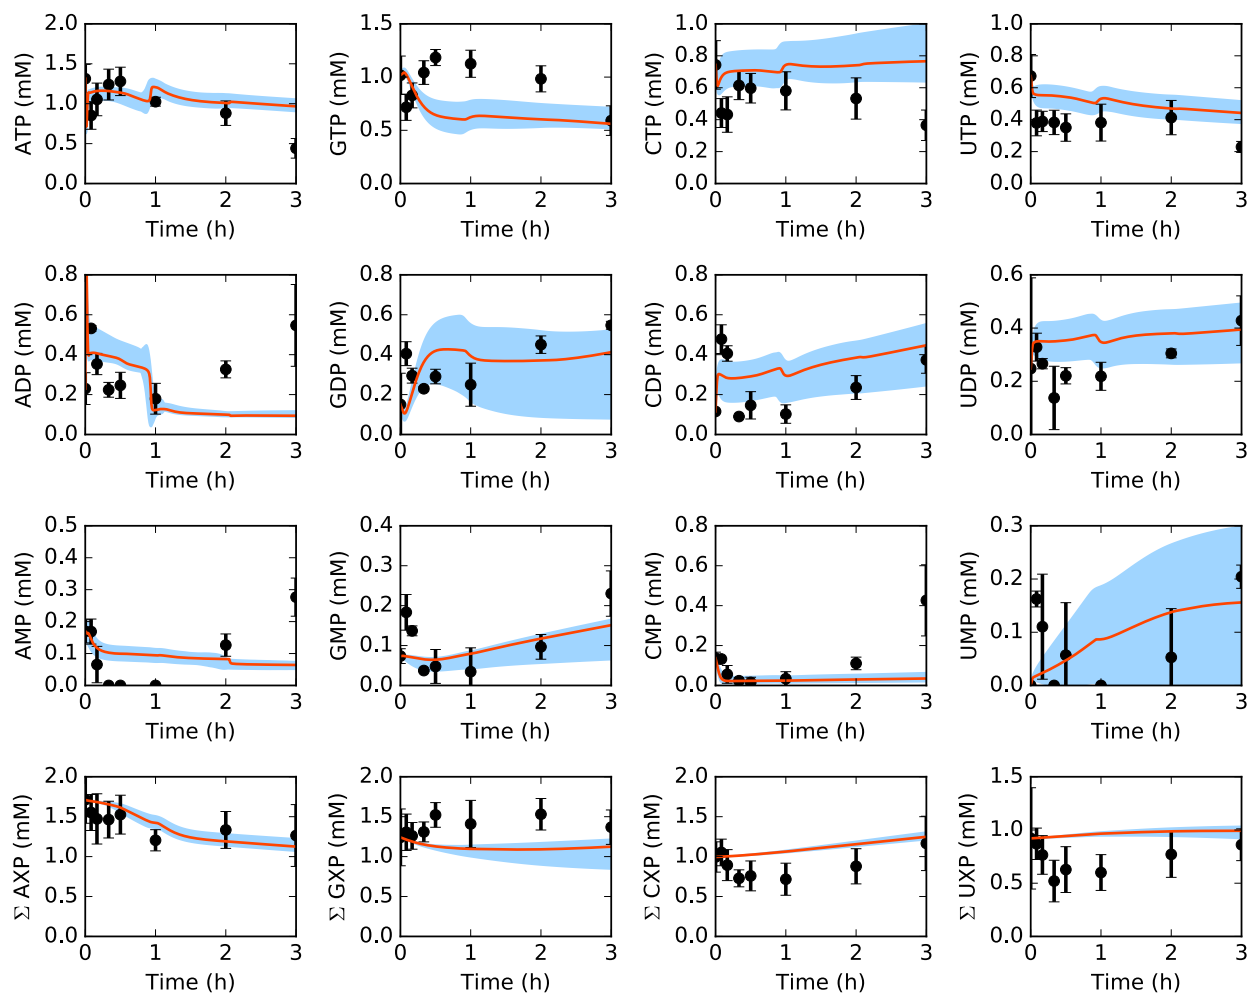 ATP (mM)
2.0
1.5
1.0
0.5
0.0
0 1 2 3
Time (h)
GTP (mM)
1.5
1.0
0.5
0.0
0 1 2 3
Time (h)
CTP (mM)
1.0
0.8
0.6
0.4
0.2
0.0
0 1 2 3
Time (h)
UTP (mM)
1.0
0.8
0.6
0.4
0.2
0.0
0 1 2 3
Time (h)
ADP (mM)
0.8
0.6
0.4
0.2
0.0
0 1 2 3
Time (h)
GDP (mM)
0.8
0.6
0.4
0.2
0.0
0 1 2 3
Time (h)
CDP (mM)
0.8
0.6
0.4
0.2
0.0
0 1 2 3
Time (h)
UDP (mM)
0.6
0.4
0.2
0.0
0 1 2 3
Time (h)
AMP (mM)
0.5
0.4
0.3
0.2
0.1
0.0
0 1 2 3
Time (h)
GMP (mM)
0.4
0.3
0.2
0.1
0.0
0 1 2 3
Time (h)
CMP (mM)
0.8
0.6
0.4
0.2
0.0
0 1 2 3
Time (h)
UMP (mM)
0.3
0.2
0.1
0.0
0 1 2 3
Time (h)
Σ AXP (mM)
2.0
1.5
1.0
0.5
0.0
0 1 2 3
Time (h)
Σ GXP (mM)
2.0
1.5
1.0
0.5
0.0
0 1 2 3
Time (h)
Σ CXP (mM)
2.0
1.5
1.0
0.5
0.0
0 1 2 3
Time (h)
Σ UXP (mM)
1.5
1.0
0.5
0.0
0 1 2 3
Time (h)